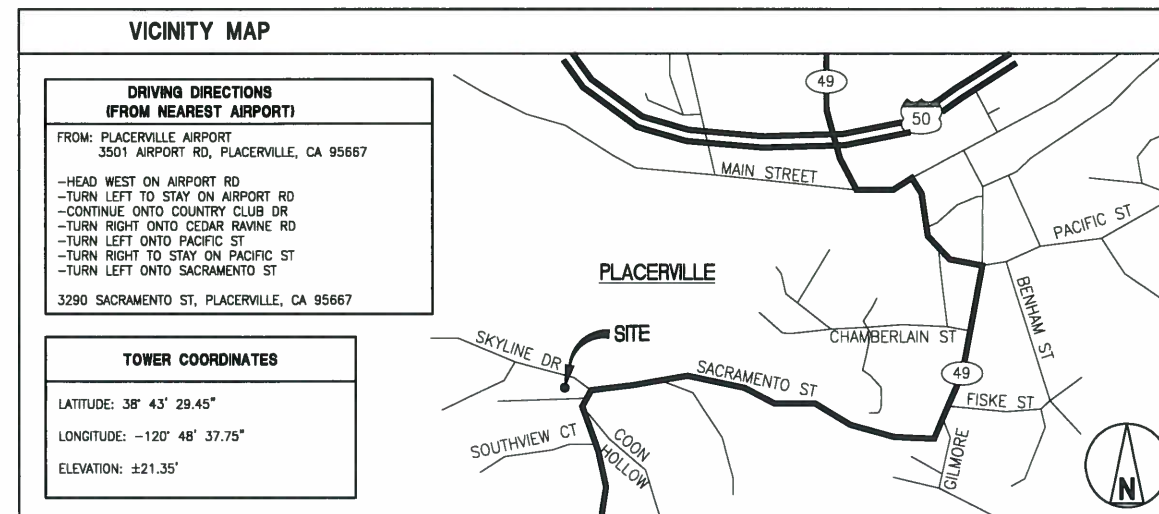 VICINITY MAP
DRIVING DIRECTIONS
(FROM NEAREST AIRPORT)
FROM: PLACERVILLE AIRPORT
3501 AIRPORT RD, PLACERVILLE, CA 95667
-HEAD WEST ON AIRPORT RD
-TURN LEFT TO STAY ON AIRPORT RD
-CONTINUE ONTO COUNTRY CLUB DR
-TURN RIGHT ONTO CEDAR RAVINE RD
-TURN LEFT ONTO PACIFIC ST
-TURN RIGHT TO STAY ON PACIFIC ST
-TURN LEFT ONTO SACRAMENTO ST
3290 SACRAMENTO ST, PLACERVILLE, CA 95667
TOWER COORDINATES
LATITUDE: 38° 43' 29.45"
LONGITUDE: -120° 48' 37.75"
ELEVATION: ±21.35'
49
50
MAIN STREET
PACIFIC ST
PLACERVILLE
BENHAM ST
SITE
CHAMBERLAIN ST
SKYLINE DR
SACRAMENTO ST
49
FISKE ST
SOUTHVIEW CT
COON
HOLLOW
GILMORE
N